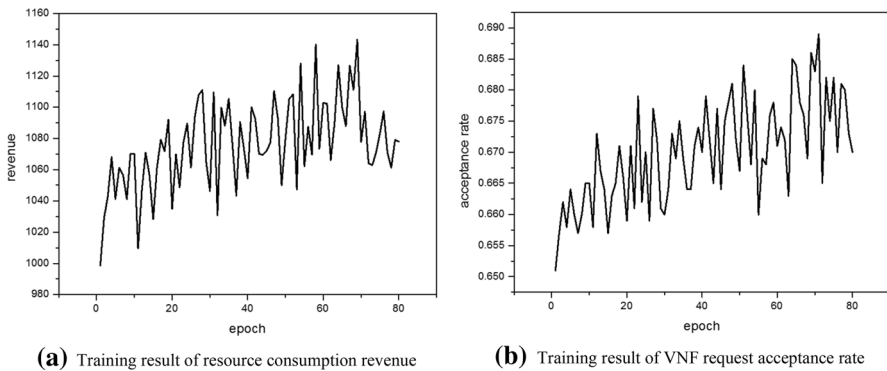 1160
1140
1120
1100
1080
1060
1040
1020
1000
980
revenue
0 20 40 60 80
epoch
(a) Training result of resource consumption revenue
0.690
0.685
0.680
0.675
0.670
0.665
0.660
0.655
0.650
acceptance rate
0 20 40 60 80
epoch
(b) Training result of VNF request acceptance rate